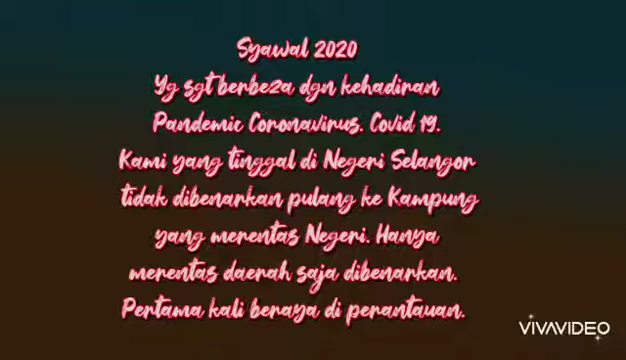 Syawal 2020
Yg sgt berbeza dgn kehadiran
Pandemic Coronavirus. Covid 19.
Kami yang tinggal di Negeri Selangor
tidak dibenarkan pulang ke Kampung
yang merentas Negeri. Hanya
merentas daerah saja dibenarkan.
Pertama kali beraya di perantauan.
VIVAVIDEO